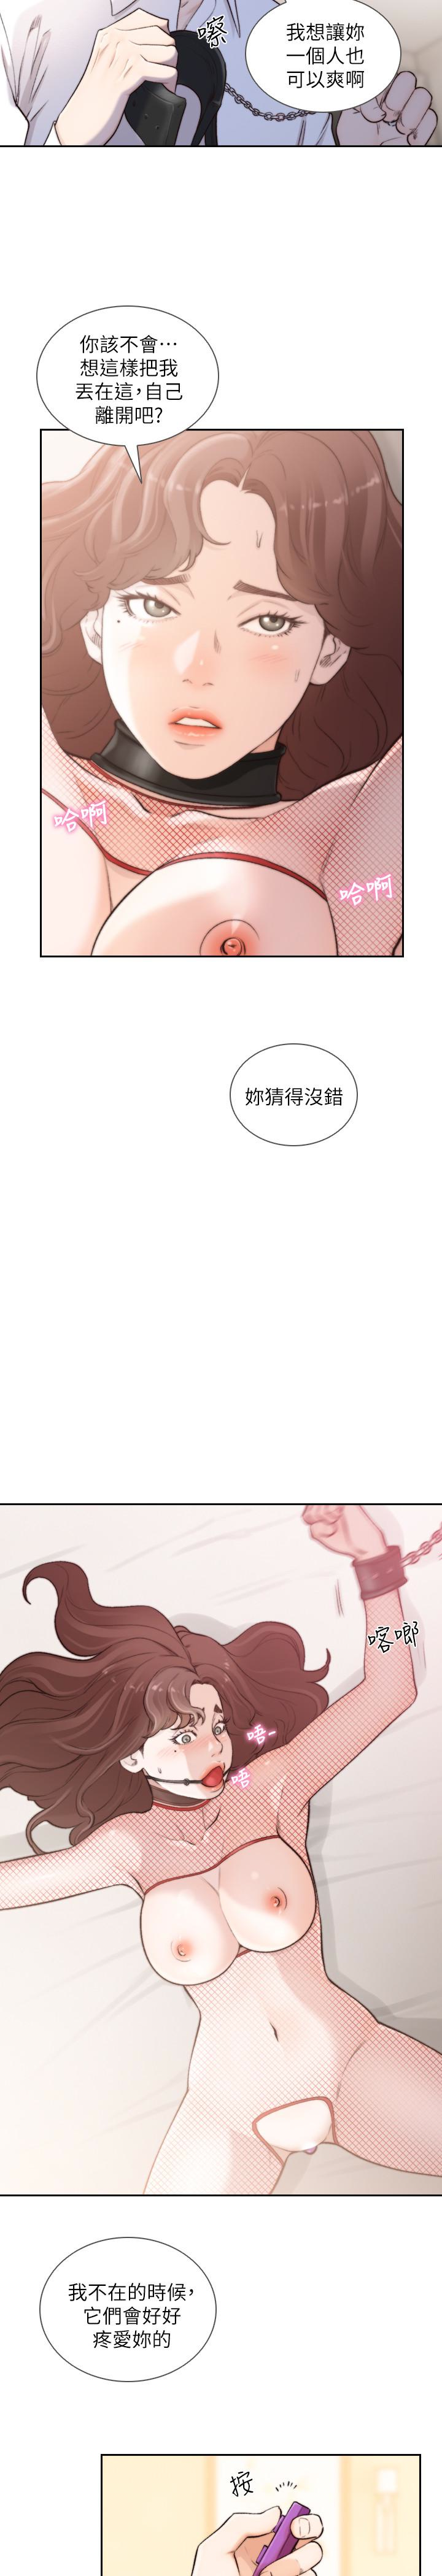 嚓
我想讓妳
一個人也
可以爽啊
你該不會…
想這樣把我
丟在這，自己
離開吧?
哈啊
哈啊
妳猜得沒錯
喀啷
唔-
唔
我不在的時候，
它們會好好
疼愛妳的
按